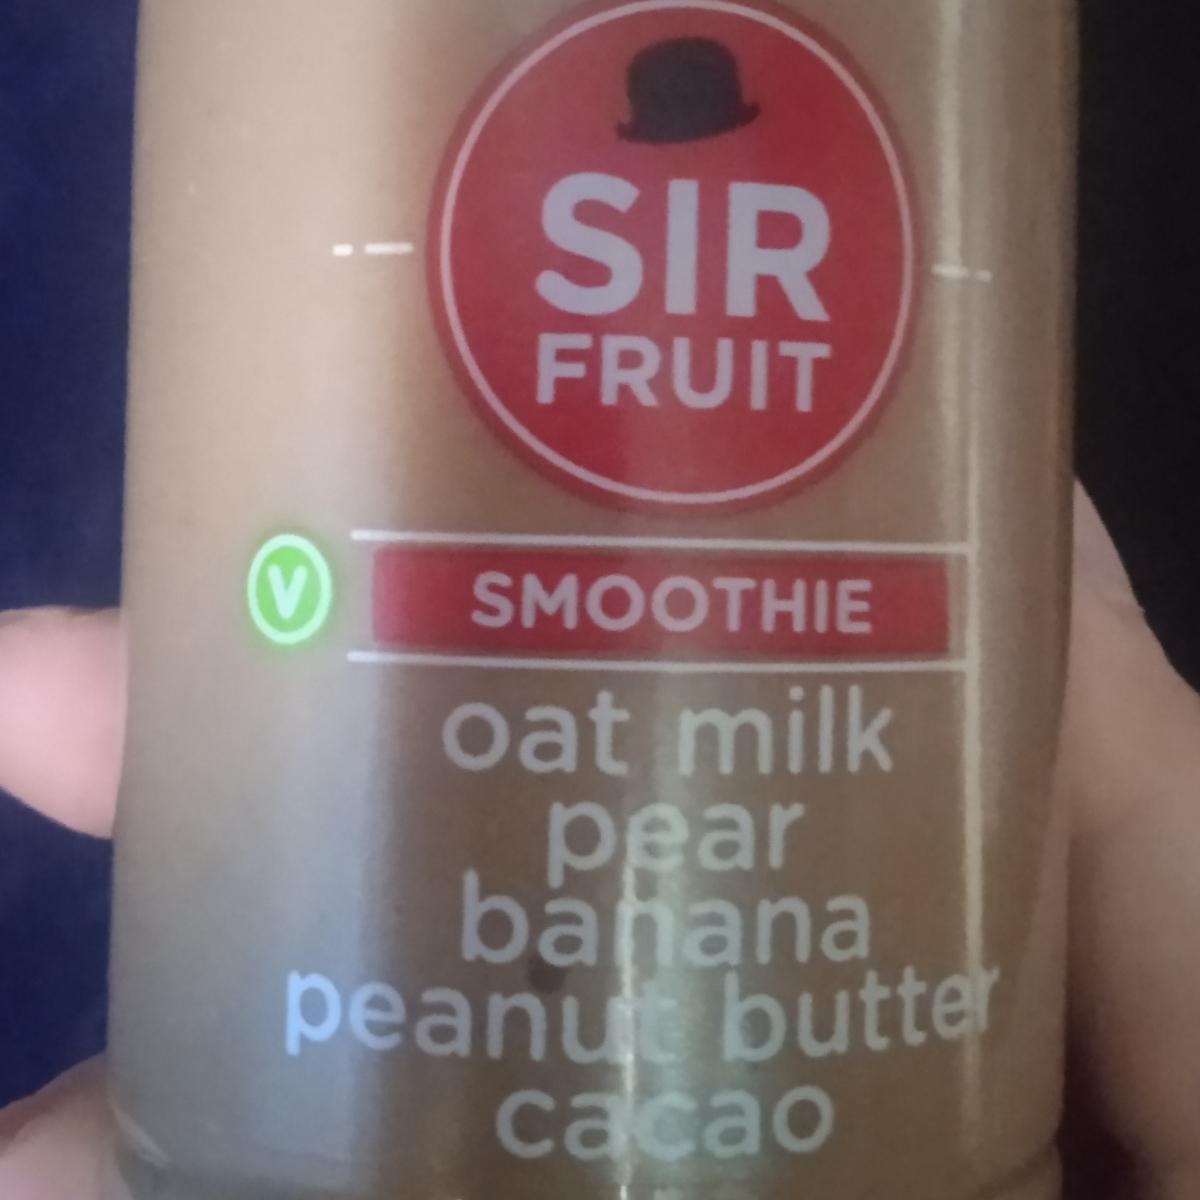 SIR
FRUIT
V
SMOOTHIE
oat milk
pear
banana
peanut butter
cacao